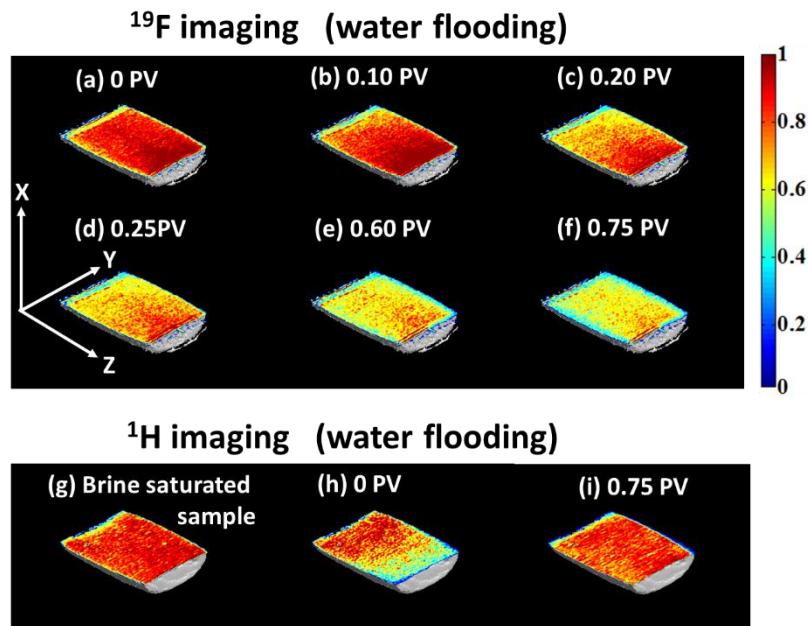 ¹⁹F imaging (water flooding)
(a) 0 PV
(b) 0.10 PV
(c) 0.20 PV
1
0.8
0.6
0.4
0.2
0
X
Y
Z
(d) 0.25PV
(e) 0.60 PV
(f) 0.75 PV
¹H imaging (water flooding)
(g) Brine saturated
sample
(h) 0 PV
(i) 0.75 PV